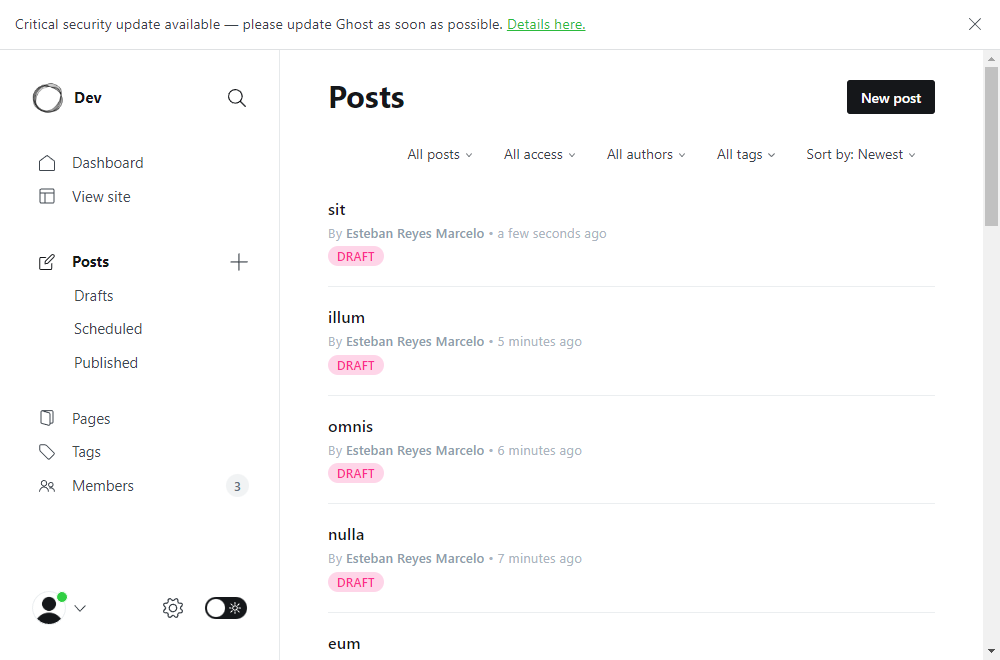 Critical security update available — please update Ghost as soon as possible. Details here.
Dev
Dashboard
View site
Posts
Drafts
Scheduled
Published
Pages
Tags
Members 3
Posts
New post
All posts All access All authors All tags Sort by: Newest
sit
By Esteban Reyes Marcelo • a few seconds ago
DRAFT
illum
By Esteban Reyes Marcelo • 5 minutes ago
DRAFT
omnis
By Esteban Reyes Marcelo • 6 minutes ago
DRAFT
nulla
By Esteban Reyes Marcelo • 7 minutes ago
DRAFT
eum